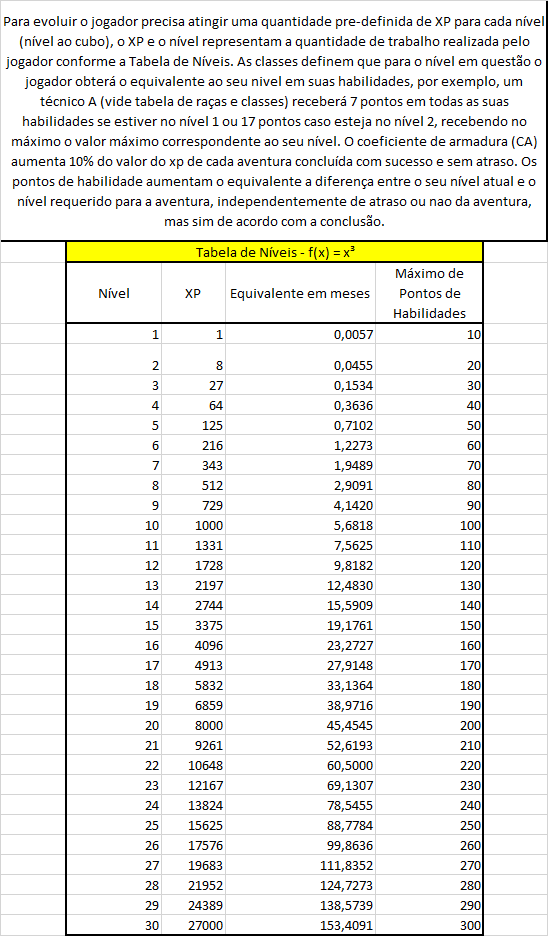 Para evoluir o jogador precisa atingir uma quantidade pre-definida de XP para cada nível
(nível ao cubo), o XP e o nível representam a quantidade de trabalho realizada pelo
jogador conforme a Tabela de Níveis. As classes definem que para o nível em questão o
jogador obterá o equivalente ao seu nivel em suas habilidades, por exemplo, um
técnico A (vide tabela de raças e classes) receberá 7 pontos em todas as suas
habilidades se estiver no nível 1 ou 17 pontos caso esteja no nível 2, recebendo no
máximo o valor máximo correspondente ao seu nível. O coeficiente de armadura (CA)
aumenta 10% do valor do xp de cada aventura concluída com sucesso e sem atraso. Os
pontos de habilidade aumentam o equivalente a diferença entre o seu nível atual e o
nível requerido para a aventura, independentemente de atraso ou nao da aventura,
mas sim de acordo com a conclusão.
Tabela de Níveis - f(x) = x³
Nível XP Equivalente em meses Máximo de
Pontos de
Habilidades
1 1 0,0057 10
2 8 0,0455 20
3 27 0,1534 30
4 64 0,3636 40
5 125 0,7102 50
6 216 1,2273 60
7 343 1,9489 70
8 512 2,9091 80
9 729 4,1420 90
10 1000 5,6818 100
11 1331 7,5625 110
12 1728 9,8182 120
13 2197 12,4830 130
14 2744 15,5909 140
15 3375 19,1761 150
16 4096 23,2727 160
17 4913 27,9148 170
18 5832 33,1364 180
19 6859 38,9716 190
20 8000 45,4545 200
21 9261 52,6193 210
22 10648 60,5000 220
23 12167 69,1307 230
24 13824 78,5455 240
25 15625 88,7784 250
26 17576 99,8636 260
27 19683 111,8352 270
28 21952 124,7273 280
29 24389 138,5739 290
30 27000 153,4091 300